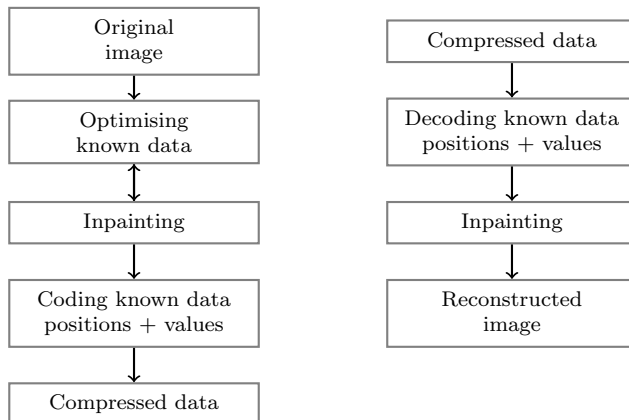 Original
image
Optimising
known data
Inpainting
Coding known data
positions + values
Compressed data
Compressed data
Decoding known data
positions + values
Inpainting
Reconstructed
image